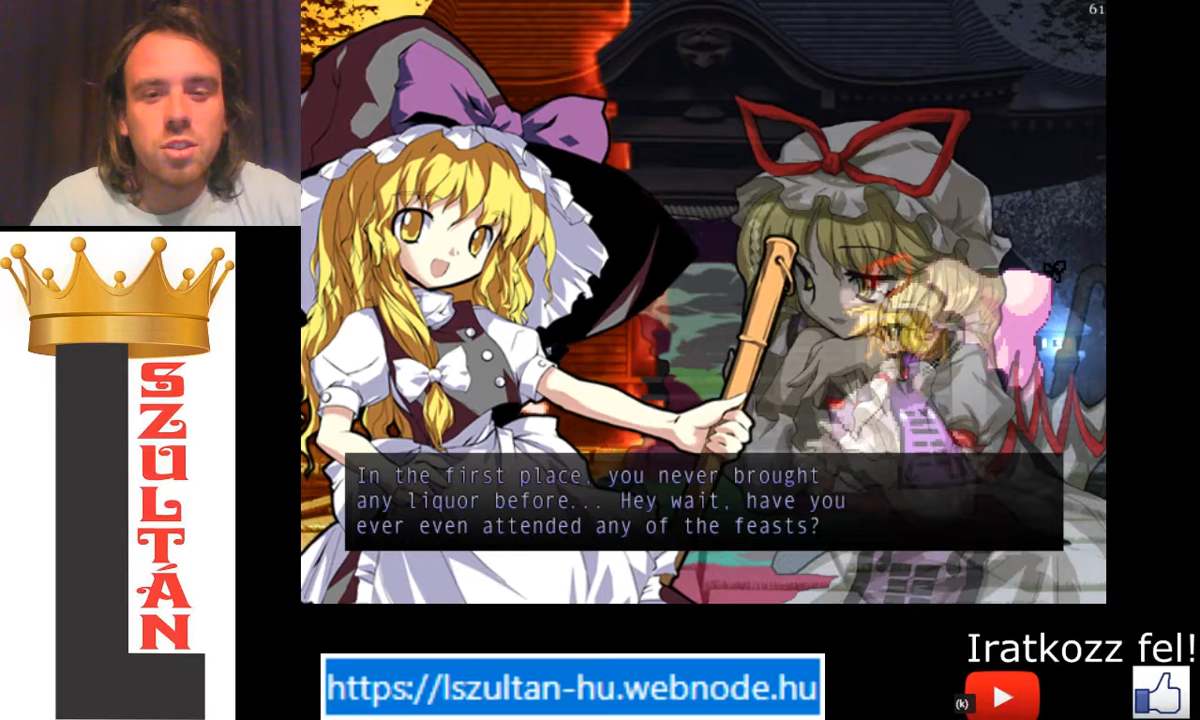 61
SZULTÁN
In the first place, you never brought
any liquor before... Hey wait, have you
ever even attended any of the feasts?
Iratkozz fel!
https://lszultan-hu.webnode.hu
(k)